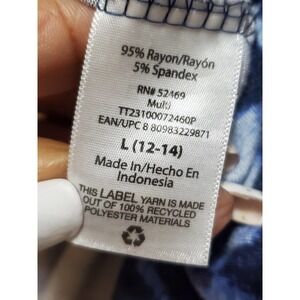 95% Rayon/Rayón
5% Spandex
RN# 52469
Multi
TT23100072460P
EAN/UPC 8 80983229871
L (12-14)
Made In/Hecho En
Indonesia
THIS LABEL YARN IS MADE
OUT OF 100% RECYCLED
POLYESTER MATERIALS